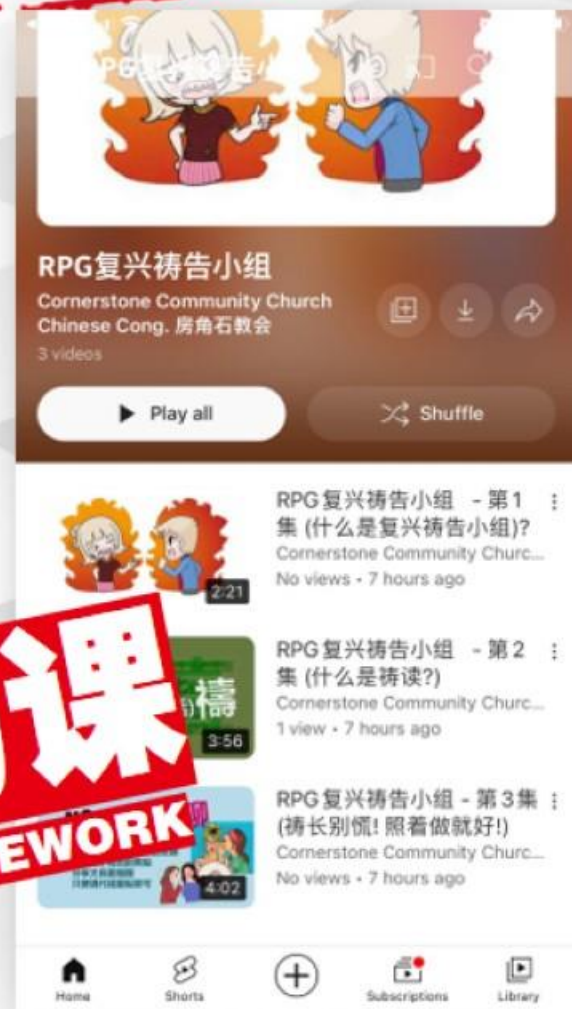 RPG复兴祷告小组
Cornerstone Community Church
Chinese Cong. 房角石教会
3 videos
Play all
Shuffle
RPG复兴祷告小组 - 第1
集 (什么是复兴祷告小组)?
Cornerstone Community Churc...
No views • 7 hours ago
2:21
RPG复兴祷告小组 - 第2
集 (什么是祷读?)
Cornerstone Community Churc...
1 view • 7 hours ago
禱
3:56
课
EWORK
RPG复兴祷告小组 - 第3集
(祷长别慌! 照着做就好!)
Cornerstone Community Churc...
No views • 7 hours ago
4:02
Home
Shorts
Subscriptions
Library